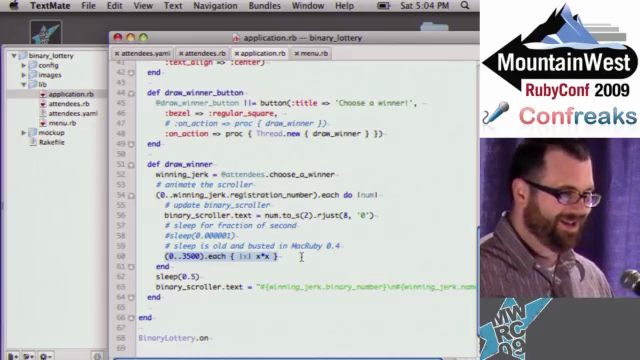 TextMate File Edit View Text Navigation Bundles Window Help Sat 5:04 PM
application.rb — binary_lottery
attendees.yaml attendees.rb application.rb menu.rb
binary_lottery
config
images
lib
application.rb
attendees.rb
attendees.yaml
menu.rb
mockup
Rakefile
41 :text_align => :center)
42 end
43
44 def draw_winner_button
45 @draw_winner_button ||= button(:title => 'Choose a winner!',
46 :bezel => :regular_square,
47 # :on_action => proc { draw_winner })
48 :on_action => proc { Thread.new { draw_winner } })
49 end
50
51 def draw_winner
52 winning_jerk = @attendees.choose_a_winner
53 # animate the scroller
54 (0..winning_jerk.registration_number).each do |num|
55 # update binary_scroller
56 binary_scroller.text = num.to_s(2).rjust(8, '0')
57 # sleep for fraction of second
58 #sleep(0.000001)
59 # sleep is old and busted in MacRuby 0.4
60 (0..3500).each { |x| x*x }
61 end
62 sleep(0.5)
63 binary_scroller.text = "#{winning_jerk.binary_number}\n#{winning_jerk.name
64 end
65
66 end
67
68 BinaryLottery.on
MountainWest
RubyConf 2009
Confreaks
MW
RC
09